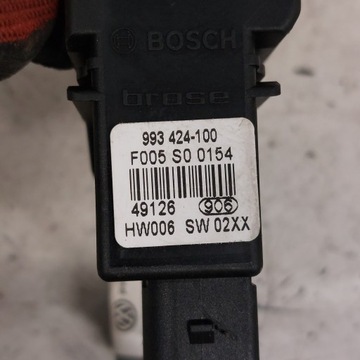 BOSCH
brose
993 424-100
F005 S0 0154
49126 906
HW006 SW 02XX